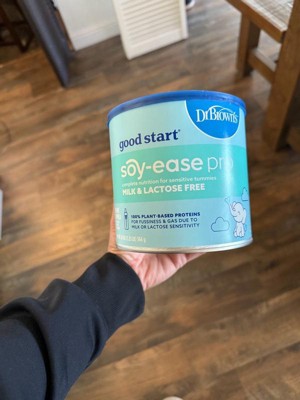 Dr.Brown's
good start
soy-ease pro
complete nutrition for sensitive tummies
MILK & LACTOSE FREE
100% PLANT-BASED PROTEINS
FOR FUSSINESS & GAS DUE TO
MILK OR LACTOSE SENSITIVITY